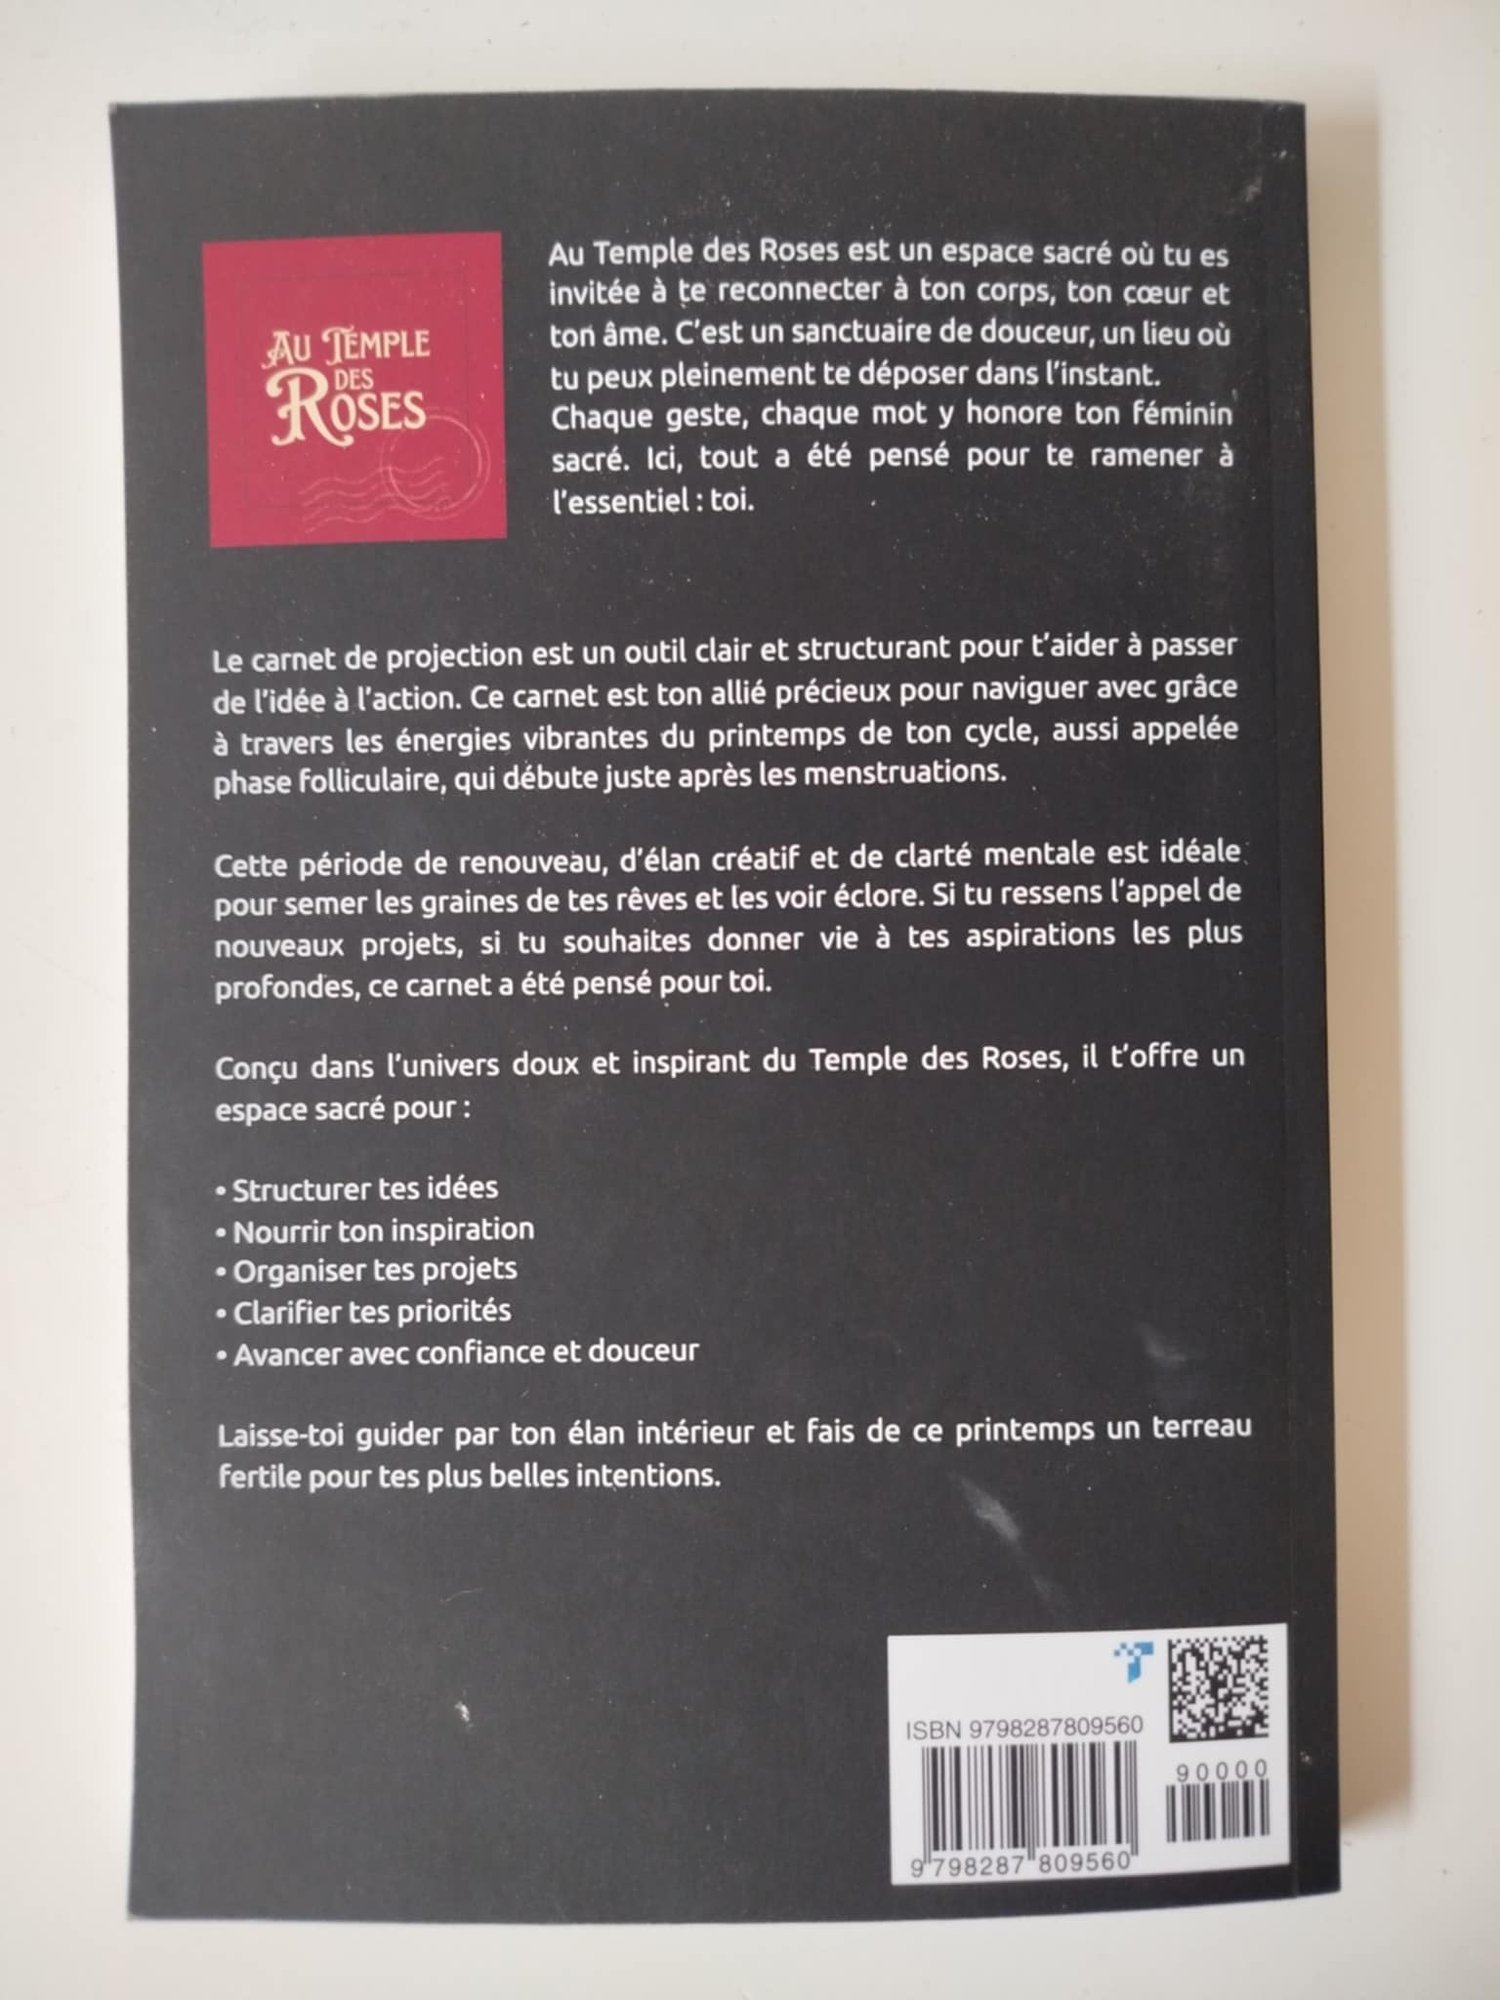 AU TEMPLE
DES
ROSES
Au Temple des Roses est un espace sacré où tu es
invitée à te reconnecter à ton corps, ton cœur et
ton âme. C'est un sanctuaire de douceur, un lieu où
tu peux pleinement te déposer dans l'instant.
Chaque geste, chaque mot y honore ton féminin
sacré. Ici, tout a été pensé pour te ramener à
l'essentiel : toi.
Le carnet de projection est un outil clair et structurant pour t'aider à passer
de l'idée à l'action. Ce carnet est ton allié précieux pour naviguer avec grâce
à travers les énergies vibrantes du printemps de ton cycle, aussi appelée
phase folliculaire, qui débute juste après les menstruations.
Cette période de renouveau, d'élan créatif et de clarté mentale est idéale
pour semer les graines de tes rêves et les voir éclore. Si tu ressens l'appel de
nouveaux projets, si tu souhaites donner vie à tes aspirations les plus
profondes, ce carnet a été pensé pour toi.
Conçu dans l'univers doux et inspirant du Temple des Roses, il t'offre un
espace sacré pour :
• Structurer tes idées
• Nourrir ton inspiration
• Organiser tes projets
• Clarifier tes priorités
• Avancer avec confiance et douceur
Laisse-toi guider par ton élan intérieur et fais de ce printemps un terreau
fertile pour tes plus belles intentions.
ISBN 9798287809560
90000
9 798287 809560